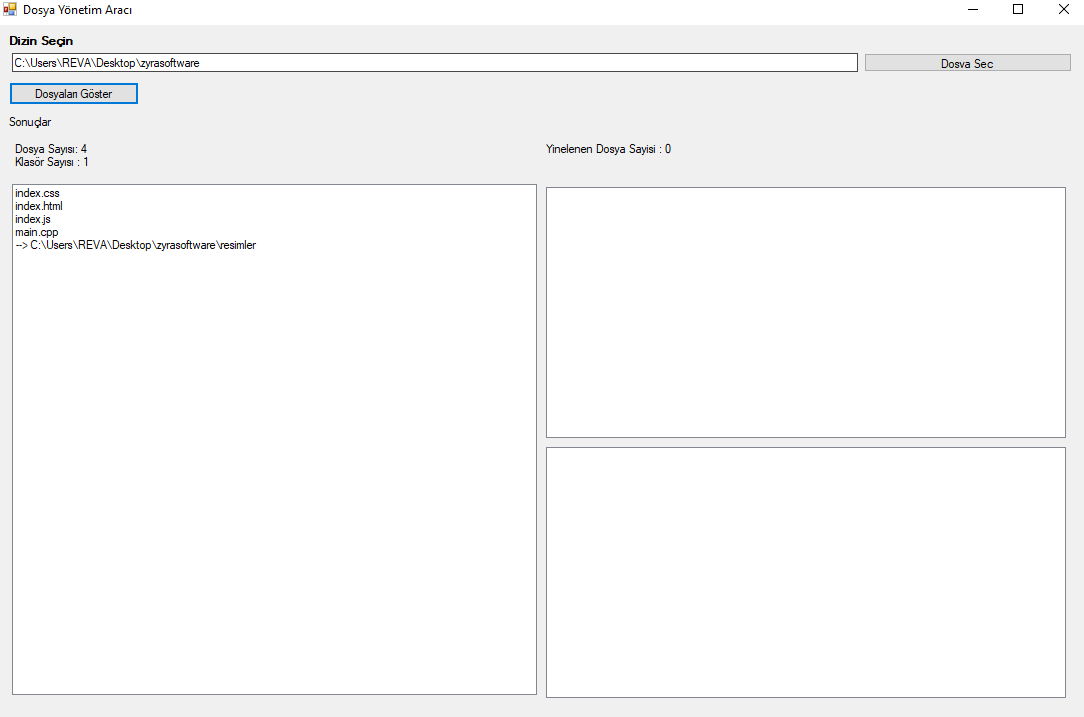 Dosya Yönetim Aracı
Dizin Seçin
C:\Users\REVA\Desktop\zyrasoftware
Dosya Seç
Dosyaları Göster
Sonuçlar
Dosya Sayısı: 4
Klasör Sayısı : 1
Yinelenen Dosya Sayisi : 0
index.css
index.html
index.js
main.cpp
--> C:\Users\REVA\Desktop\zyrasoftware\resimler